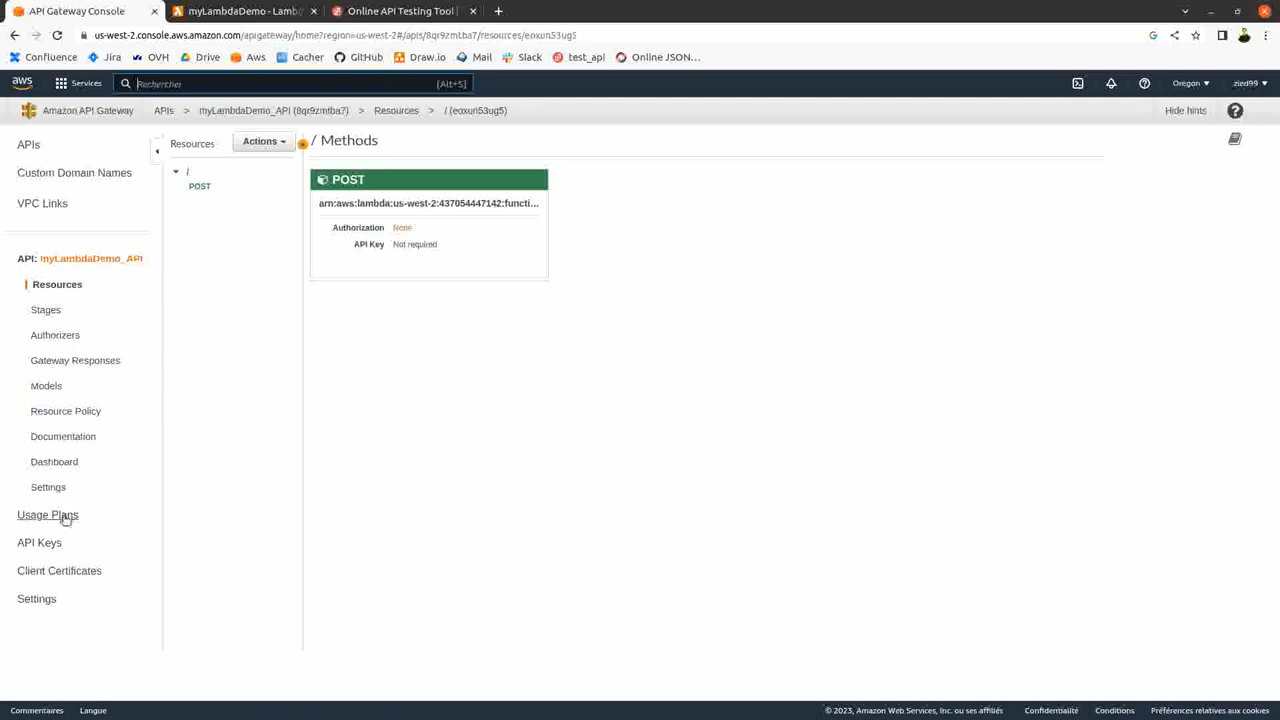 API Gateway Console
myLambdaDemo - Lamb
Online API Testing Tool |
us-west-2.console.aws.amazon.com/apigateway/home?region=us-west-2#/apis/8qr9zmtba7/resources/eoxun53ug5
Confluence Jira OVH Drive Aws Cacher GitHub Draw.io Mail Slack test_apI Online JSON...
aws Services Rechercher [Alt+S] Oregon zied99
Amazon API Gateway APIs > myLambdaDemo_API (8qr9zmtba7) > Resources > / (eoxun53ug5) Hide hints
APIs
Custom Domain Names
VPC Links
API: myLambdaDemo_API
Resources
Stages
Authorizers
Gateway Responses
Models
Resource Policy
Documentation
Dashboard
Settings
Usage Plans
API Keys
Client Certificates
Settings
Resources Actions
/
POST
/ Methods
POST
arn:aws:lambda:us-west-2:437054447142:functi...
Authorization None
API Key Not required
Commentaires Langue © 2023, Amazon Web Services, Inc. ou ses affiliés Confidentialité Conditions Préférences relatives aux cookies